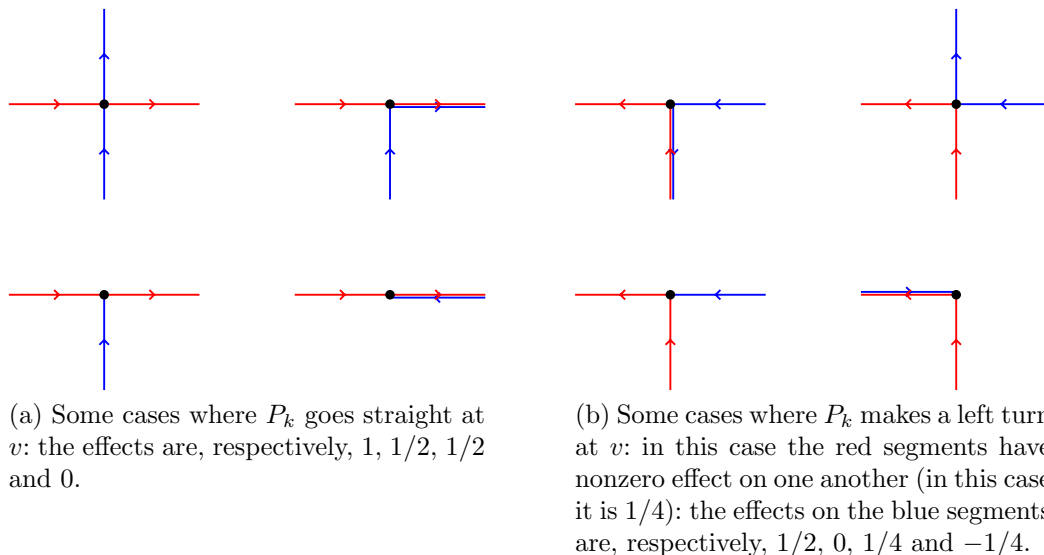 (a) Some cases where $P_k$ goes straight at
$v$: the effects are, respectively, 1, 1/2, 1/2
and 0.
(b) Some cases where $P_k$ makes a left turn
at $v$: in this case the red segments have
nonzero effect on one another (in this case
it is 1/4): the effects on the blue segments
are, respectively, 1/2, 0, 1/4 and −1/4.